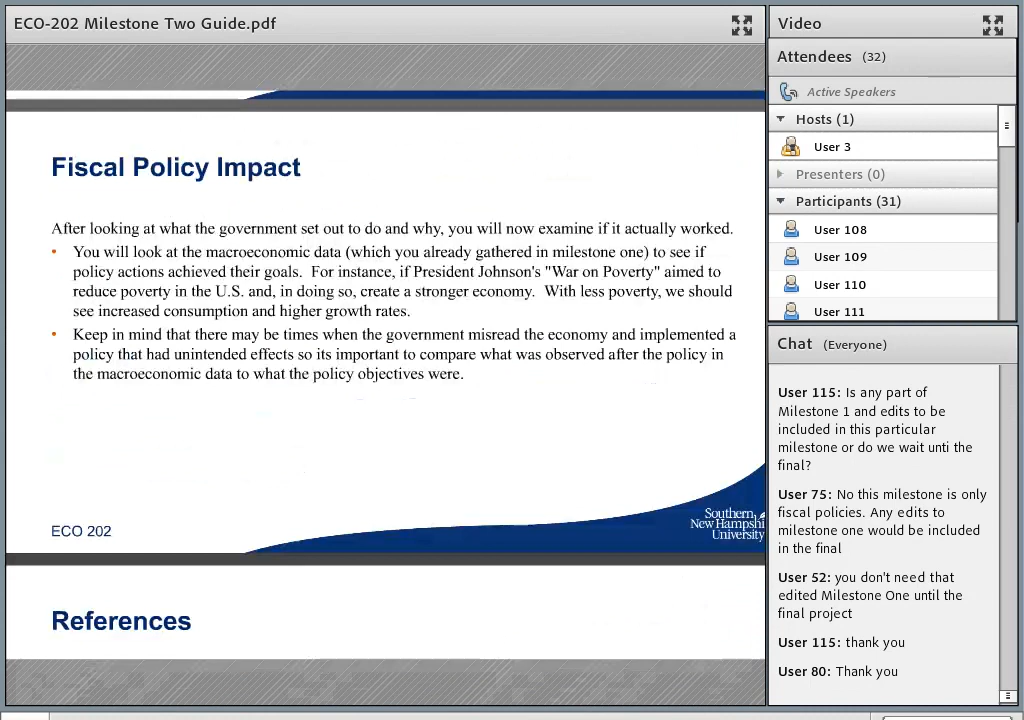 ECO-202 Milestone Two Guide.pdf
Fiscal Policy Impact
After looking at what the government set out to do and why, you will now examine if it actually worked.
• You will look at the macroeconomic data (which you already gathered in milestone one) to see if
policy actions achieved their goals.  For instance, if President Johnson's "War on Poverty" aimed to
reduce poverty in the U.S. and, in doing so, create a stronger economy.  With less poverty, we should
see increased consumption and higher growth rates.
• Keep in mind that there may be times when the government misread the economy and implemented a
policy that had unintended effects so its important to compare what was observed after the policy in
the macroeconomic data to what the policy objectives were.
ECO 202
Southern
New Hampshi
University
References
Video
Attendees (32)
Active Speakers
Hosts (1)
User 3
Presenters (0)
Participants (31)
User 108
User 109
User 110
User 111
Chat (Everyone)
User 115: Is any part of
Milestone 1 and edits to be
included in this particular
milestone or do we wait unti the
final?
User 75: No this milestone is only
fiscal policies. Any edits to
milestone one would be included
in the final
User 52: you don't need that
edited Milestone One until the
final project
User 115: thank you
User 80: Thank you